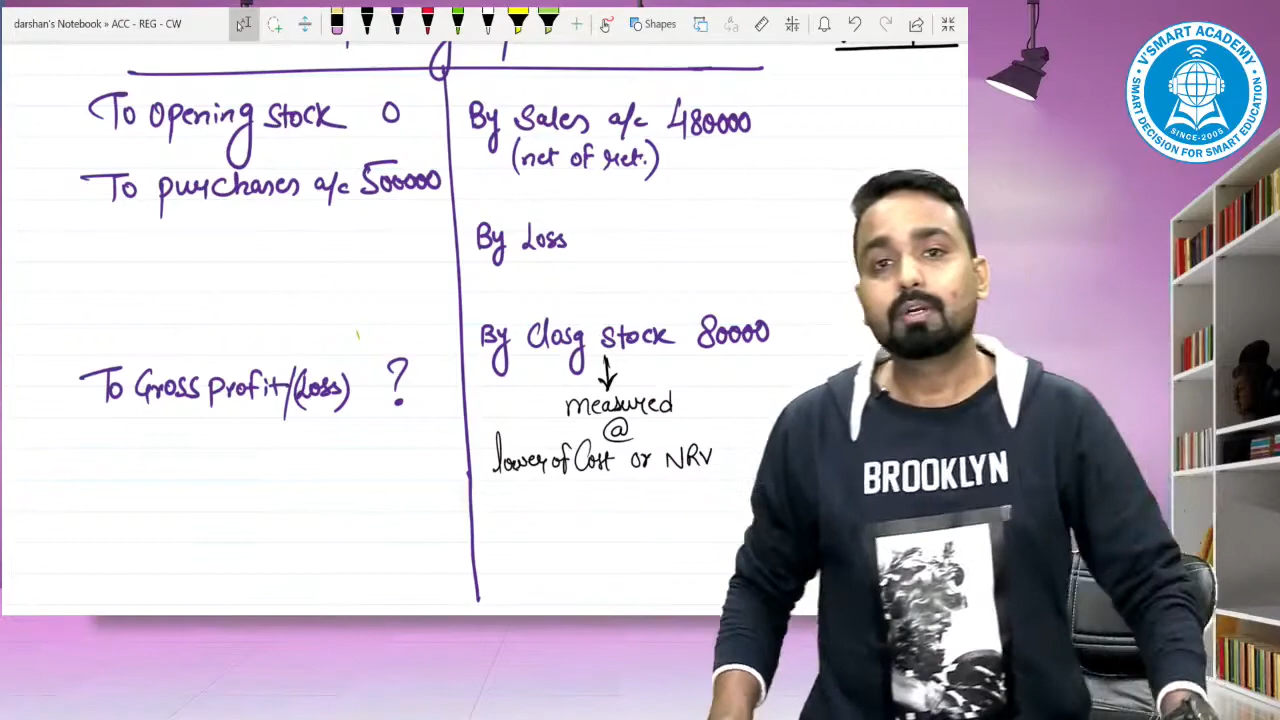 darshan's Notebook » ACC - REG - CW
Shapes
To Opening stock 0
To purchases a/c 500000
To Gross profit/(Loss) ?
By Sales a/c 480000
(net of ret.)
By Loss
By Closg stock 80000
measured
@
lower of Cost or NRV
V'SMART ACADEMY
SINCE-2005
SMART DECISION FOR SMART EDUCATION
BROOKLYN